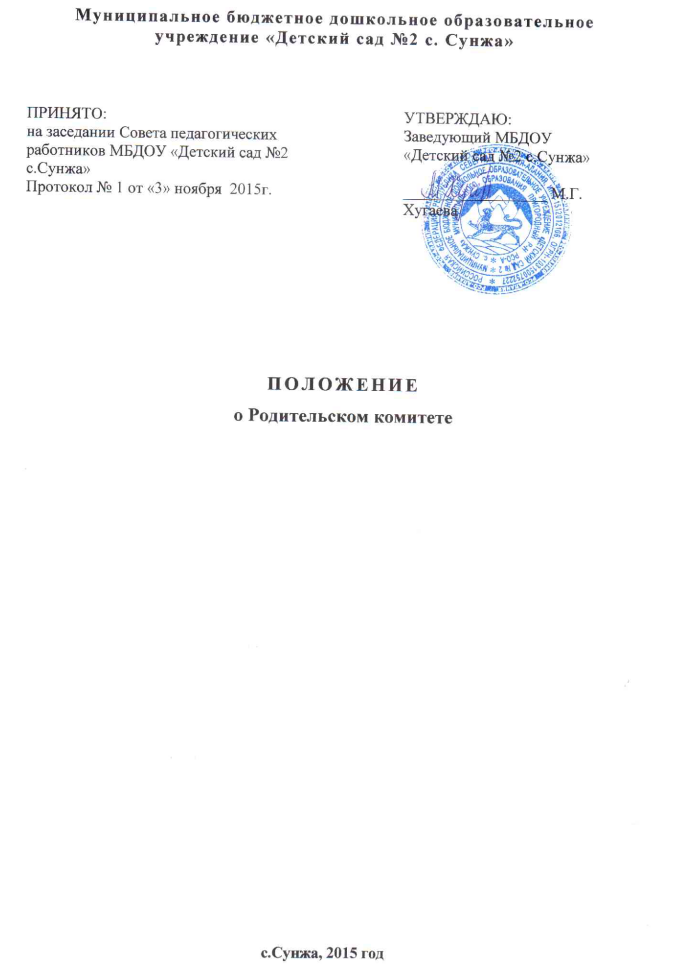 Муниципальное бюджетное дошкольное образовательное
учреждение «Детский сад №2 с. Сунжа»
ПРИНЯТО:
на заседании Совета педагогических
работников МБДОУ «Детский сад №2
с.Сунжа»
Протокол № 1 от «3» ноября 2015г.
УТВЕРЖДАЮ:
Заведующий МБДОУ
«Детский сад №2 с.Сунжа»
М.Г.
Хугаева
ПОЛОЖЕНИЕ
о Родительском комитете
с.Сунжа, 2015 год